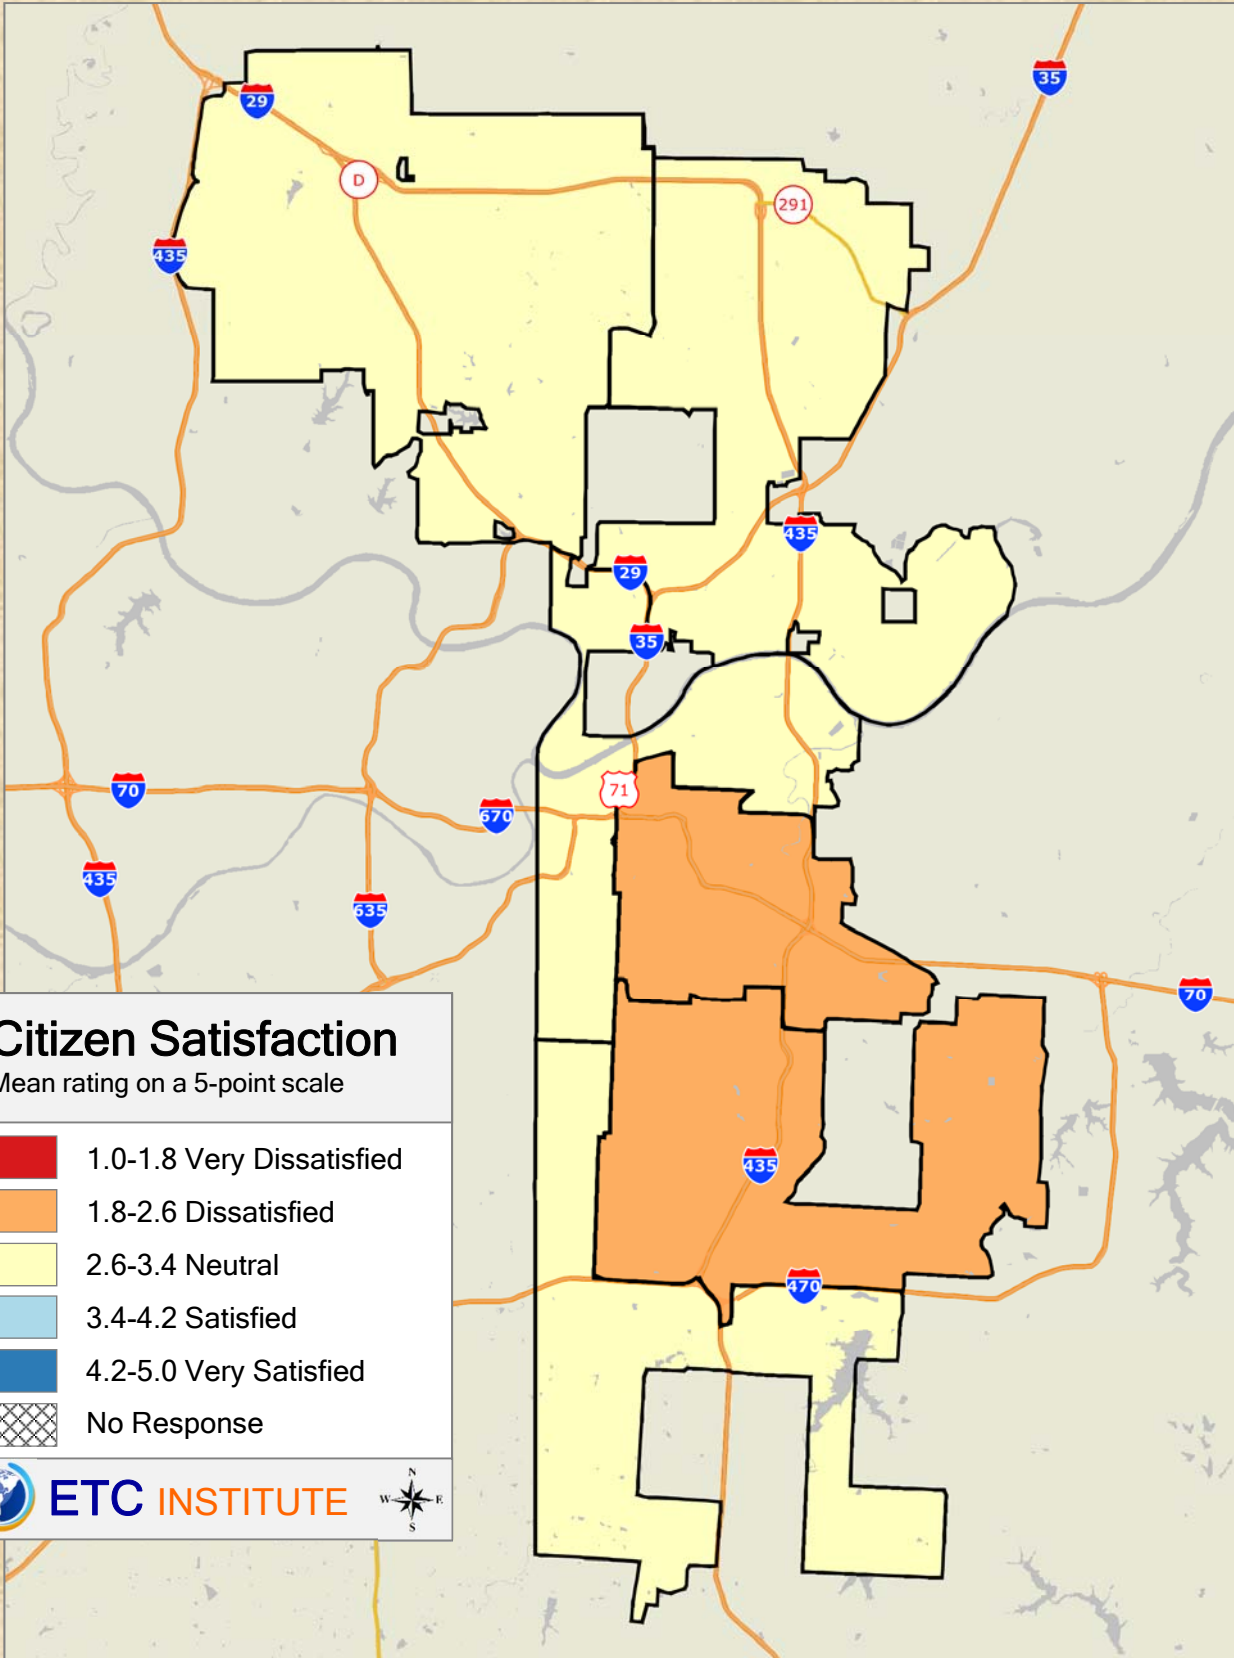 35
29
D
291
435
435
29
35
70
71
670
435
635
70
Citizen Satisfaction
Mean rating on a 5-point scale
1.0-1.8 Very Dissatisfied
435
1.8-2.6 Dissatisfied
2.6-3.4 Neutral
470
3.4-4.2 Satisfied
4.2-5.0 Very Satisfied
No Response
ETC INSTITUTE
N
W E
S